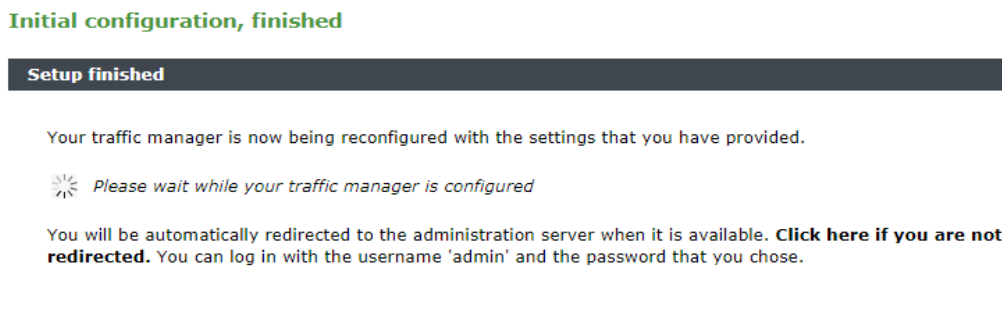 Initial configuration, finished
Setup finished
Your traffic manager is now being reconfigured with the settings that you have provided.
Please wait while your traffic manager is configured
You will be automatically redirected to the administration server when it is available. Click here if you are not
redirected. You can log in with the username 'admin' and the password that you chose.